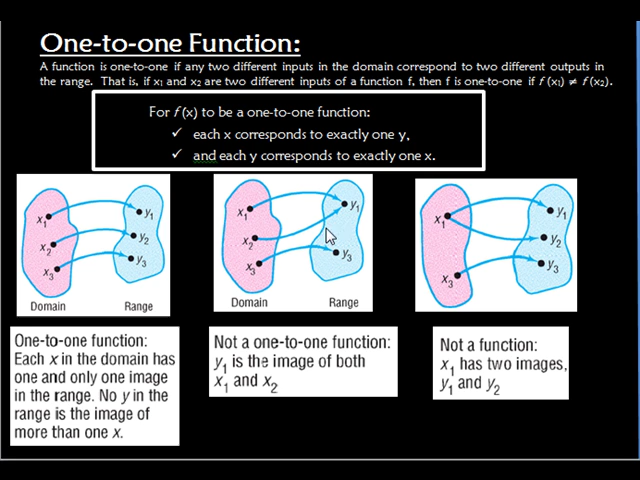 One-to-one Function:
A function is one-to-one if any two different inputs in the domain correspond to two different outputs in
the range. That is, if x₁ and x₂ are two different inputs of a function f, then f is one-to-one if f (x₁) ≠ f (x₂).
For f (x) to be a one-to-one function:
✓ each x corresponds to exactly one y,
✓ and each y corresponds to exactly one x.
x₁ y₁
x₂ y₂
x₃ y₃
Domain Range
x₁ y₁
x₂
x₃ y₃
Domain Range
x₁ y₁
y₂
x₃ y₃
One-to-one function:
Each x in the domain has
one and only one image
in the range. No y in the
range is the image of
more than one x.
Not a one-to-one function:
y₁ is the image of both
x₁ and x₂
Not a function:
x₁ has two images,
y₁ and y₂